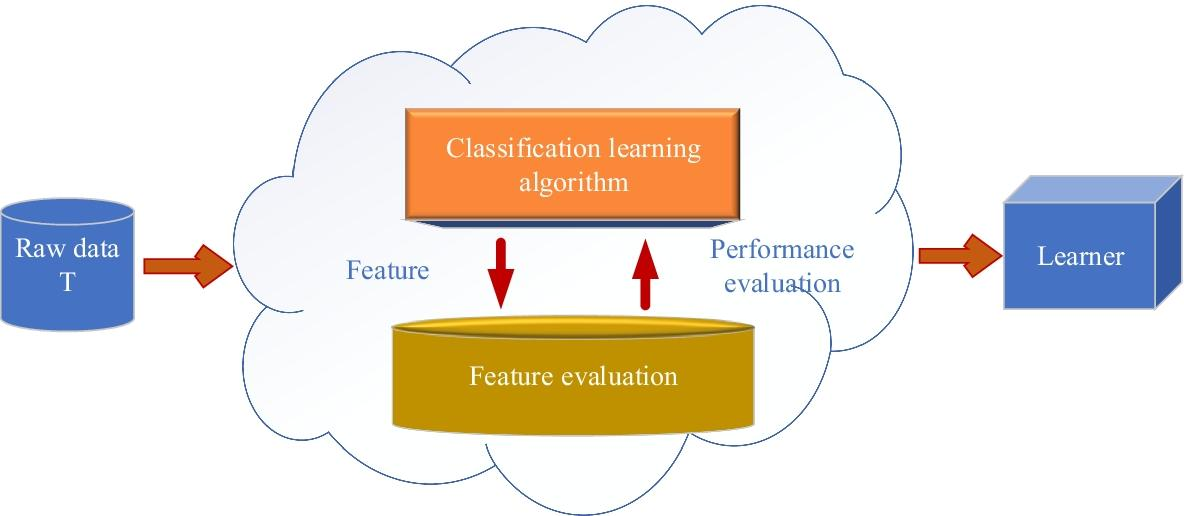 Classification learning
algorithm
Raw data
T
Feature
Performance
evaluation
Learner
Feature evaluation